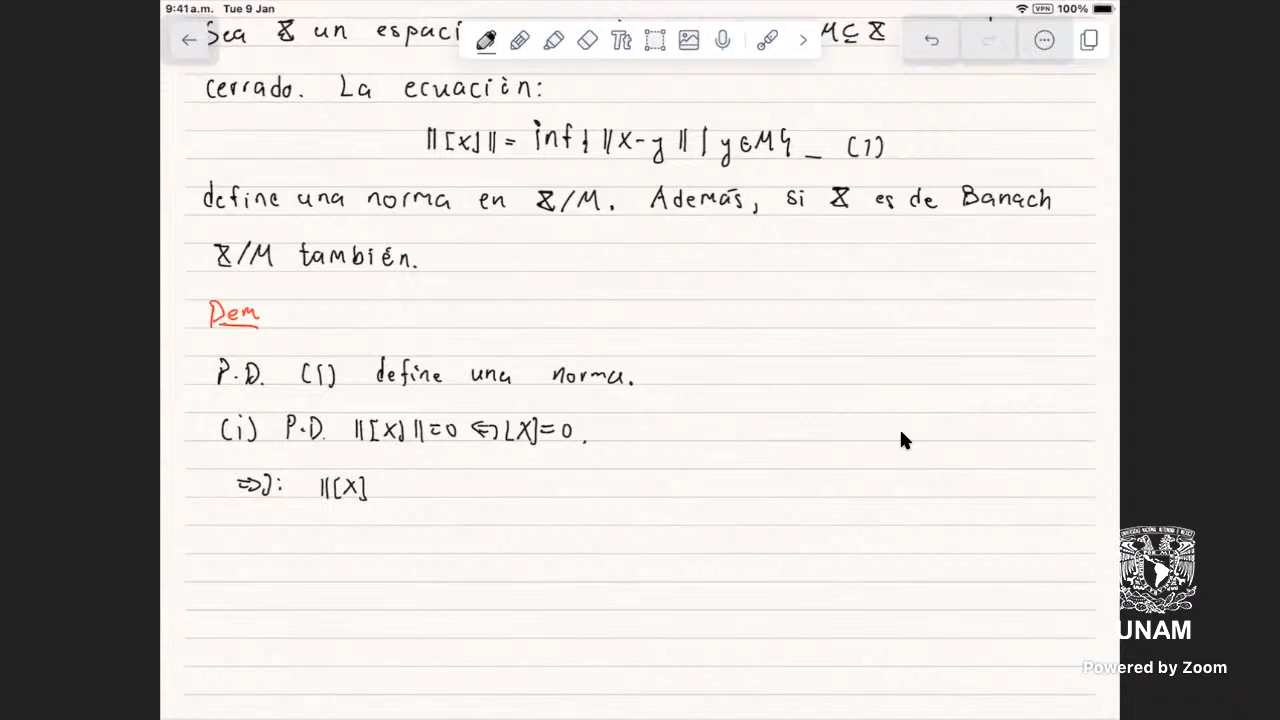 9:41 a.m. Tue 9 Jan
VPN 100%
Sea X un espaci M⊆X
cerrado. La ecuación:
||[x]|| = inf{ ||x-y|| | y∈M} _ (1)
define una norma en X/M. Además, si X es de Banach
X/M también.
Dem
P.D. (1) define una norma.
(i) P.D. ||[x]||=0 ⇔ [x]=0.
⇒): ||[x]
UNAM
Powered by Zoom